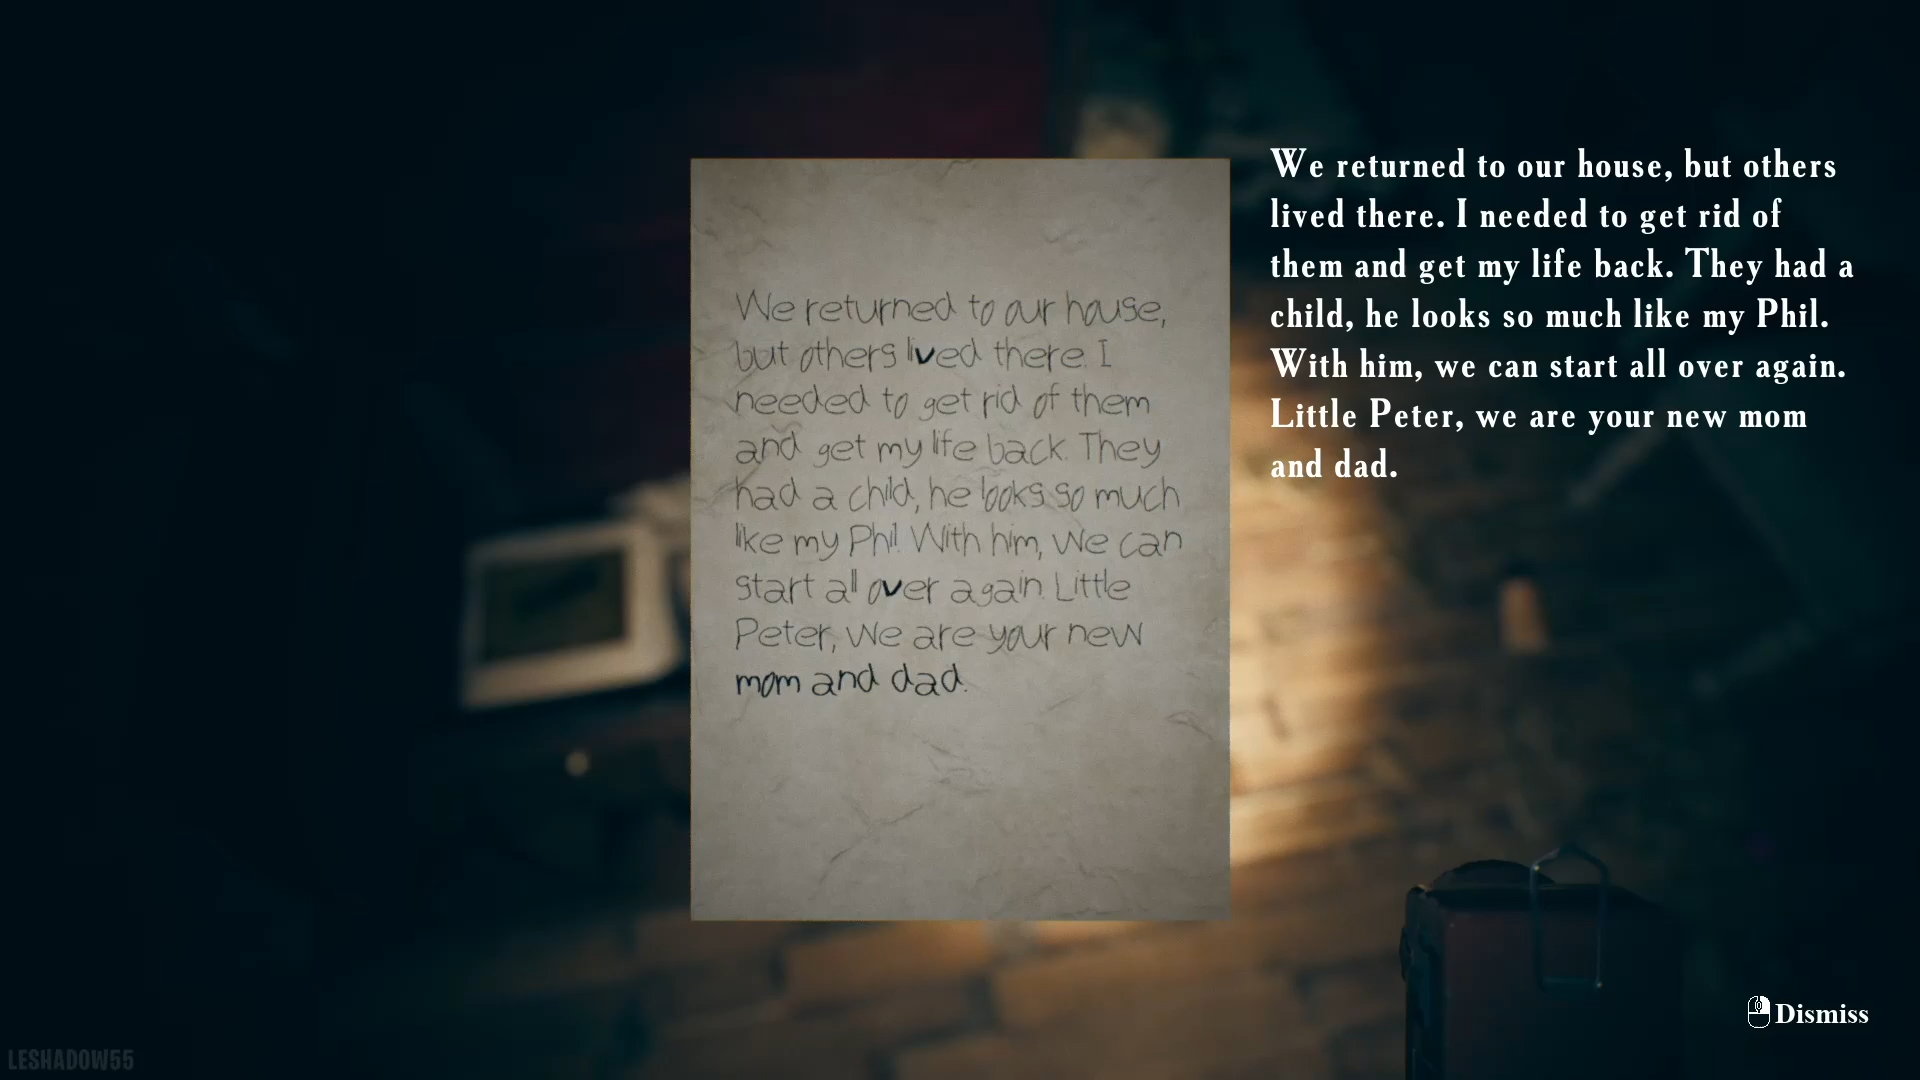 We returned to our house,
but others lived there. I
needed to get rid of them
and get my life back. They
had a child, he looks so much
like my Phil. With him, we can
start all over again. Little
Peter, we are your new
mom and dad.
We returned to our house, but others
lived there. I needed to get rid of
them and get my life back. They had a
child, he looks so much like my Phil.
With him, we can start all over again.
Little Peter, we are your new mom
and dad.
Dismiss
LESHADOW55